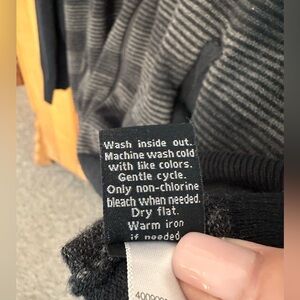 Wash inside out.
Machine wash cold
with like colors.
Gentle cycle.
Only non-chlorine
bleach when needed.
Dry flat.
Warm iron
if needed